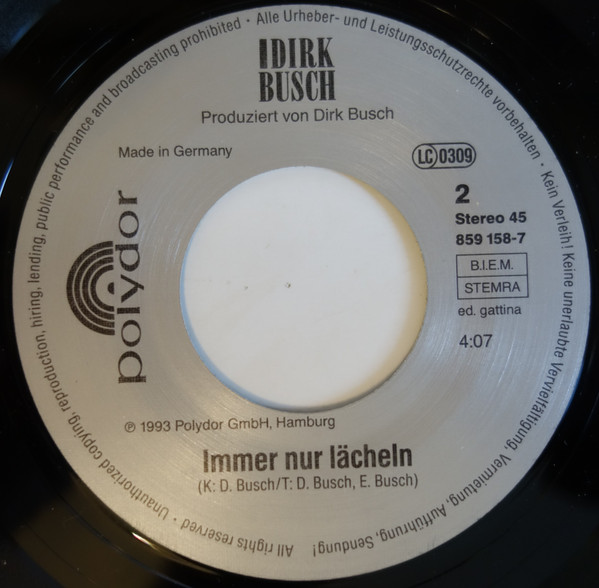 DIRK
BUSCH
Produziert von Dirk Busch
Made in Germany
LC 0309
2
Stereo 45
859 158-7
B.I.E.M.
STEMRA
ed. gattina
4:07
polydor
℗ 1993 Polydor GmbH, Hamburg
Immer nur lächeln
(K: D. Busch/T: D. Busch, E. Busch)
Alle Urheber- und Leistungsschutzrechte vorbehalten · Kein Verleih! Keine unerlaubte Vervielfältigung, Vermietung, Aufführung, Sendung!
All rights reserved · Unauthorized copying, reproduction, hiring, lending, public performance and broadcasting prohibited ·